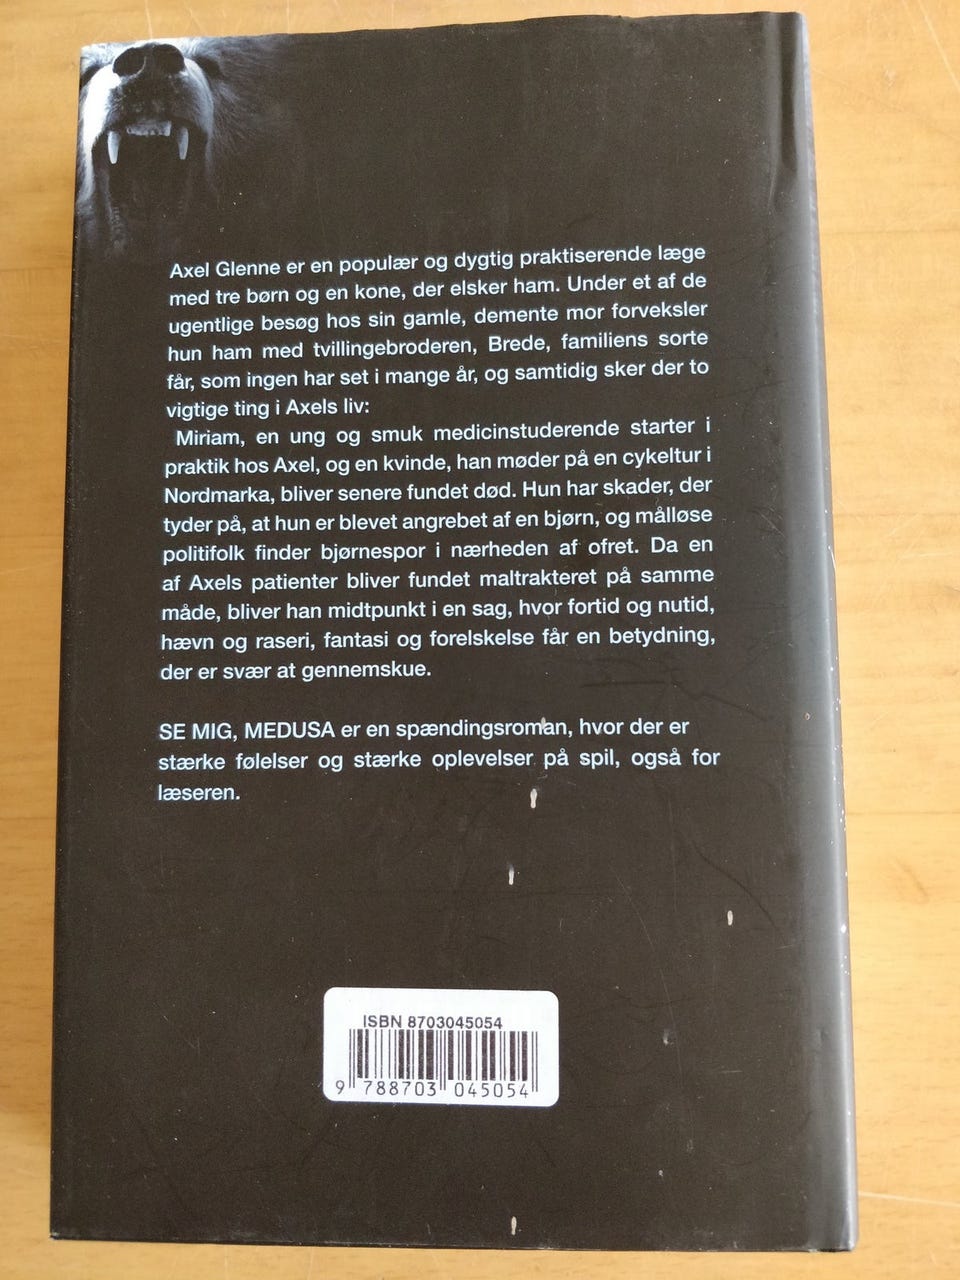 Axel Glenne er en populær og dygtig praktiserende læge
med tre børn og en kone, der elsker ham. Under et af de
ugentlige besøg hos sin gamle, demente mor forveksler
hun ham med tvillingebroderen, Brede, familiens sorte
får, som ingen har set i mange år, og samtidig sker der to
vigtige ting i Axels liv:
Miriam, en ung og smuk medicinstuderende starter i
praktik hos Axel, og en kvinde, han møder på en cykeltur i
Nordmarka, bliver senere fundet død. Hun har skader, der
tyder på, at hun er blevet angrebet af en bjørn, og målløse
politifolk finder bjørnespor i nærheden af ofret. Da en
af Axels patienter bliver fundet maltrakteret på samme
måde, bliver han midtpunkt i en sag, hvor fortid og nutid,
hævn og raseri, fantasi og forelskelse får en betydning,
der er svær at gennemskue.
SE MIG, MEDUSA er en spændingsroman, hvor der er
stærke følelser og stærke oplevelser på spil, også for
læseren.
ISBN 8703045054
9 788703 045054